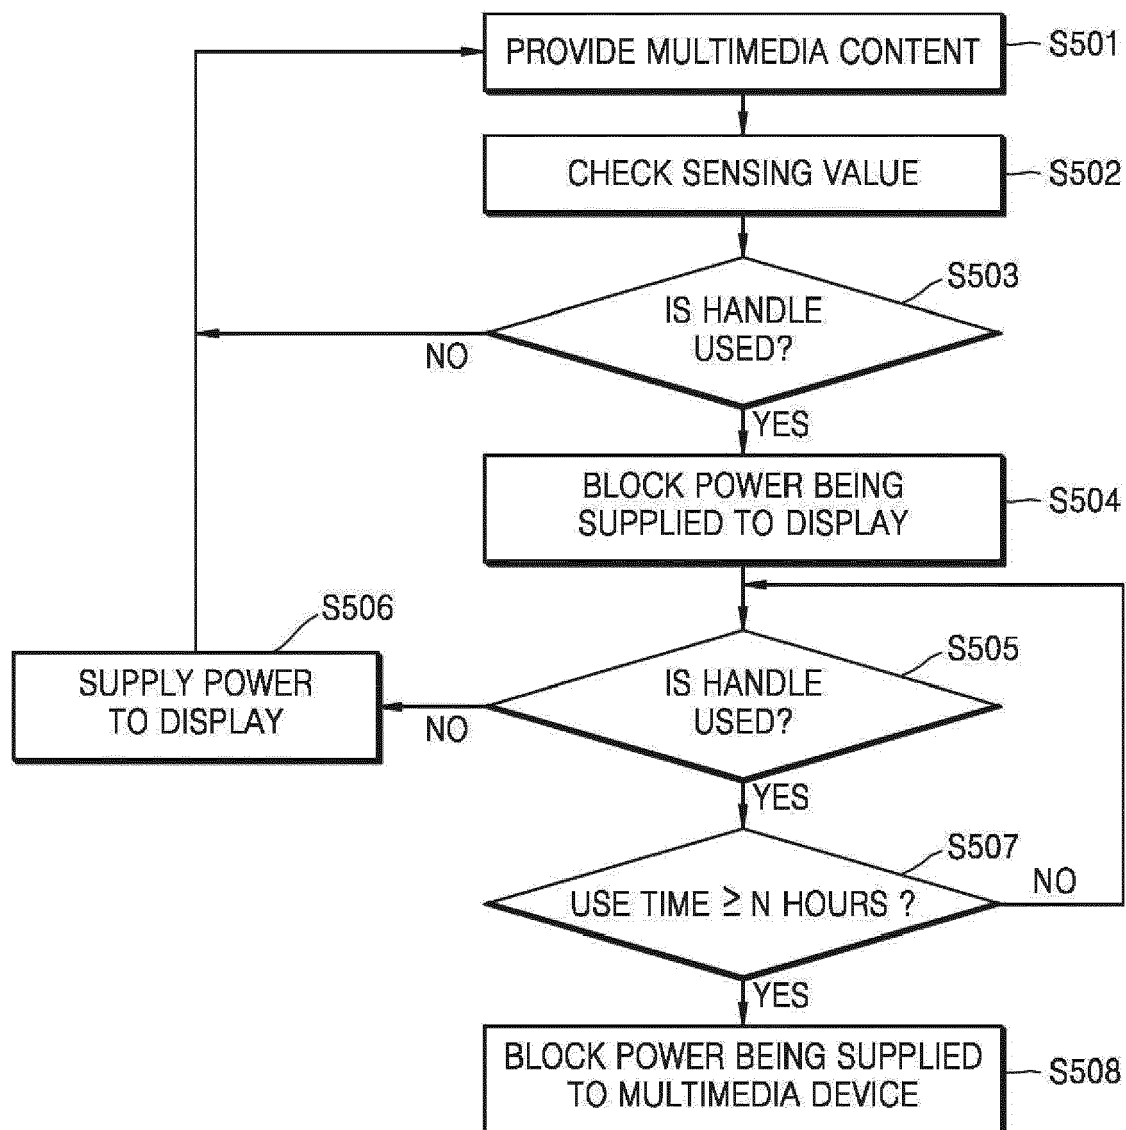 PROVIDE MULTIMEDIA CONTENT
S501
CHECK SENSING VALUE
S502
S503
IS HANDLE
USED?
NO
YES
BLOCK POWER BEING
SUPPLIED TO DISPLAY
S504
S506
SUPPLY POWER
TO DISPLAY
S505
IS HANDLE
USED?
NO
YES
S507
USE TIME ≥ N HOURS ?
NO
YES
BLOCK POWER BEING SUPPLIED
TO MULTIMEDIA DEVICE
S508